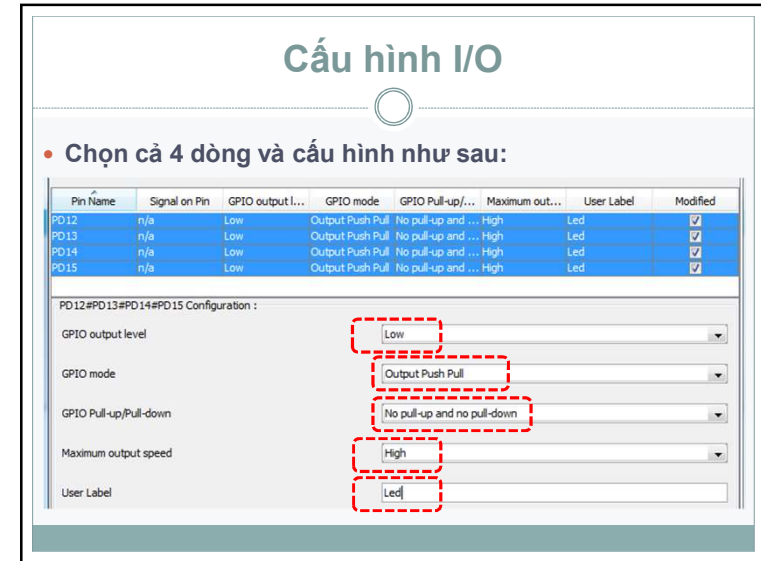 Cấu hình I/O
• Chọn cả 4 dòng và cấu hình như sau:
Pin Name Signal on Pin GPIO output l... GPIO mode GPIO Pull-up/... Maximum out... User Label Modified
PD12 n/a Low Output Push Pull No pull-up and ... High Led
PD13 n/a Low Output Push Pull No pull-up and ... High Led
PD14 n/a Low Output Push Pull No pull-up and ... High Led
PD15 n/a Low Output Push Pull No pull-up and ... High Led
PD12#PD13#PD14#PD15 Configuration :
GPIO output level Low
GPIO mode Output Push Pull
GPIO Pull-up/Pull-down No pull-up and no pull-down
Maximum output speed High
User Label Led